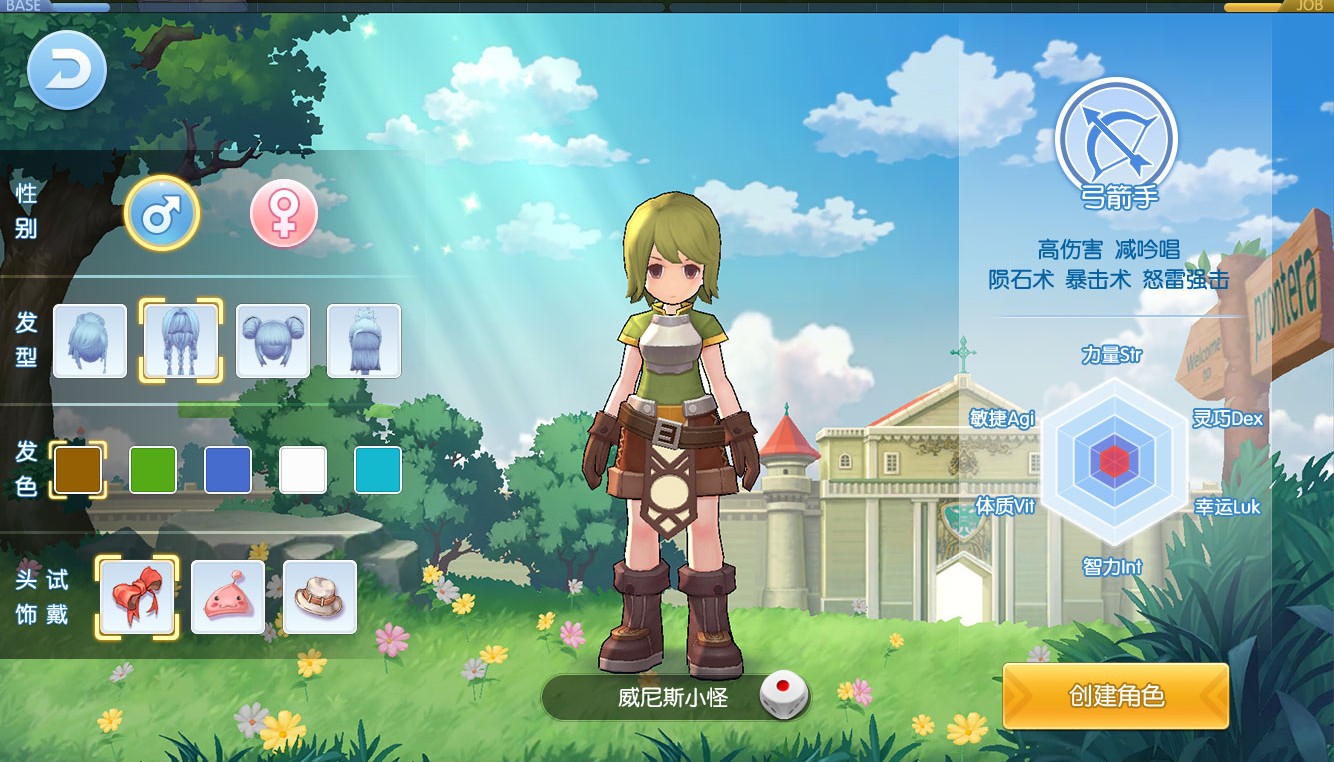 BASE
JOB
性别
发型
发色
头饰 试戴
弓箭手
高伤害 减吟唱
陨石术 暴击术 怒雷强击
力量Str
敏捷Agi
灵巧Dex
体质Vit
幸运Luk
智力Int
prontera
Welcome
to
威尼斯小怪
创建角色